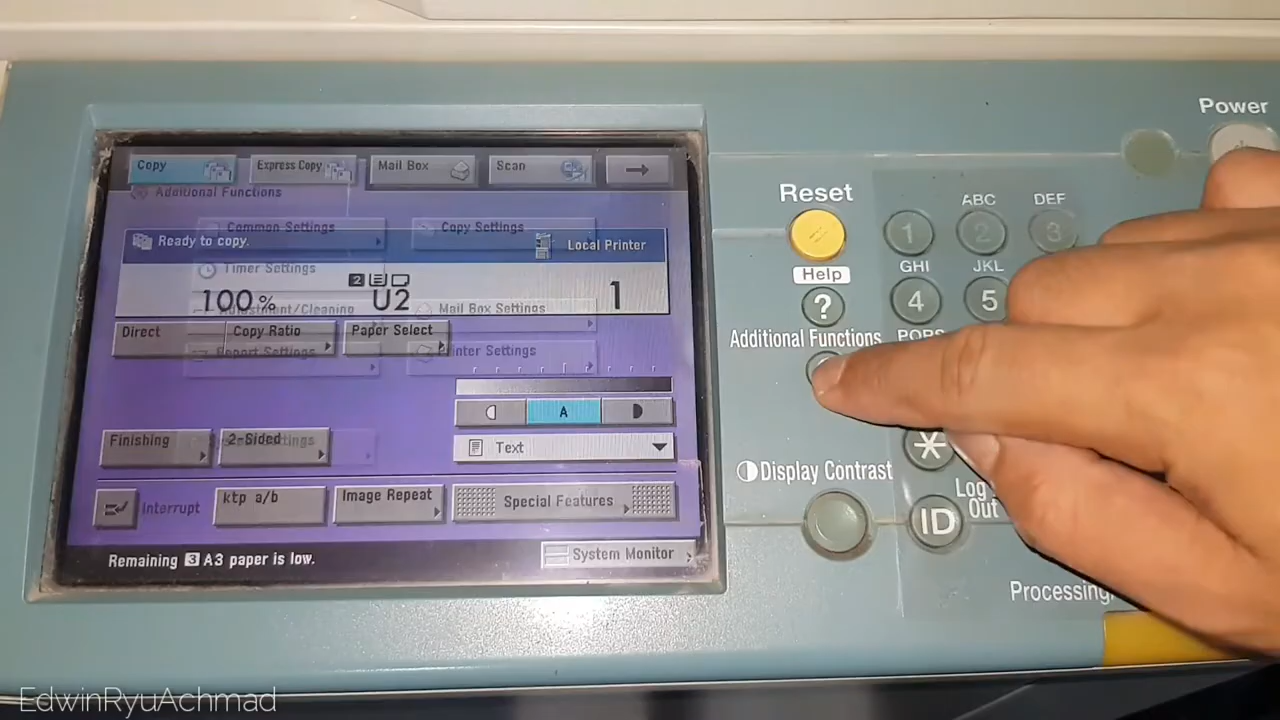 Power
Copy
Express Copy
Mail Box
Scan
Additional Functions
Common Settings
Copy Settings
Ready to copy.
Local Printer
Timer Settings
100%
2
U2
1
Adjustment/Cleaning
Mail Box Settings
Direct
Copy Ratio
Paper Select
Report Settings
Printer Settings
A
Text
Finishing
2-Sided
Settings
Interrupt
ktp a/b
Image Repeat
Special Features
Remaining 3 A3 paper is low.
System Monitor
Reset
Help
?
Additional Functions
Display Contrast
ABC
DEF
1
2
3
GHI
JKL
4
5
PQRS
*
ID
Log
Out
Processing/
EdwinRyuAchmad